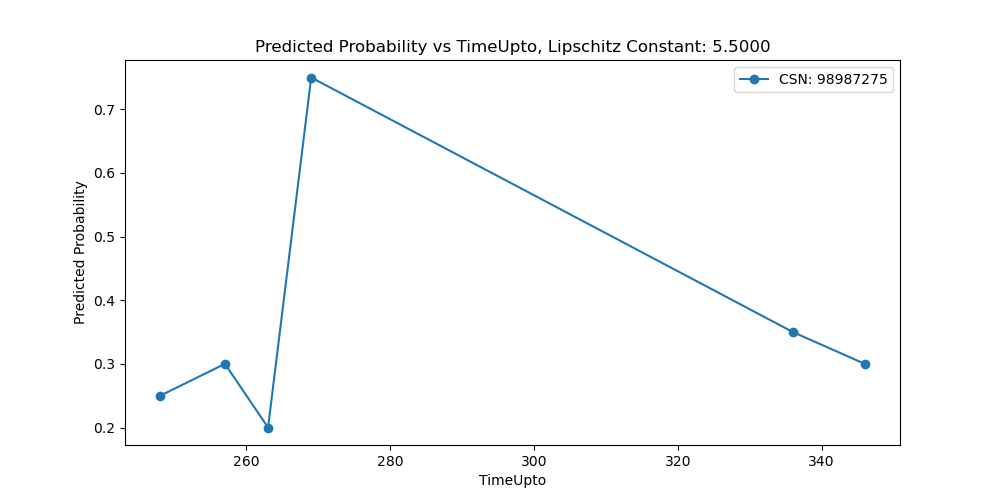 Predicted Probability vs TimeUpto, Lipschitz Constant: 5.5000
CSN: 98987275
Predicted Probability
0.7
0.6
0.5
0.4
0.3
0.2
260 280 300 320 340
TimeUpto